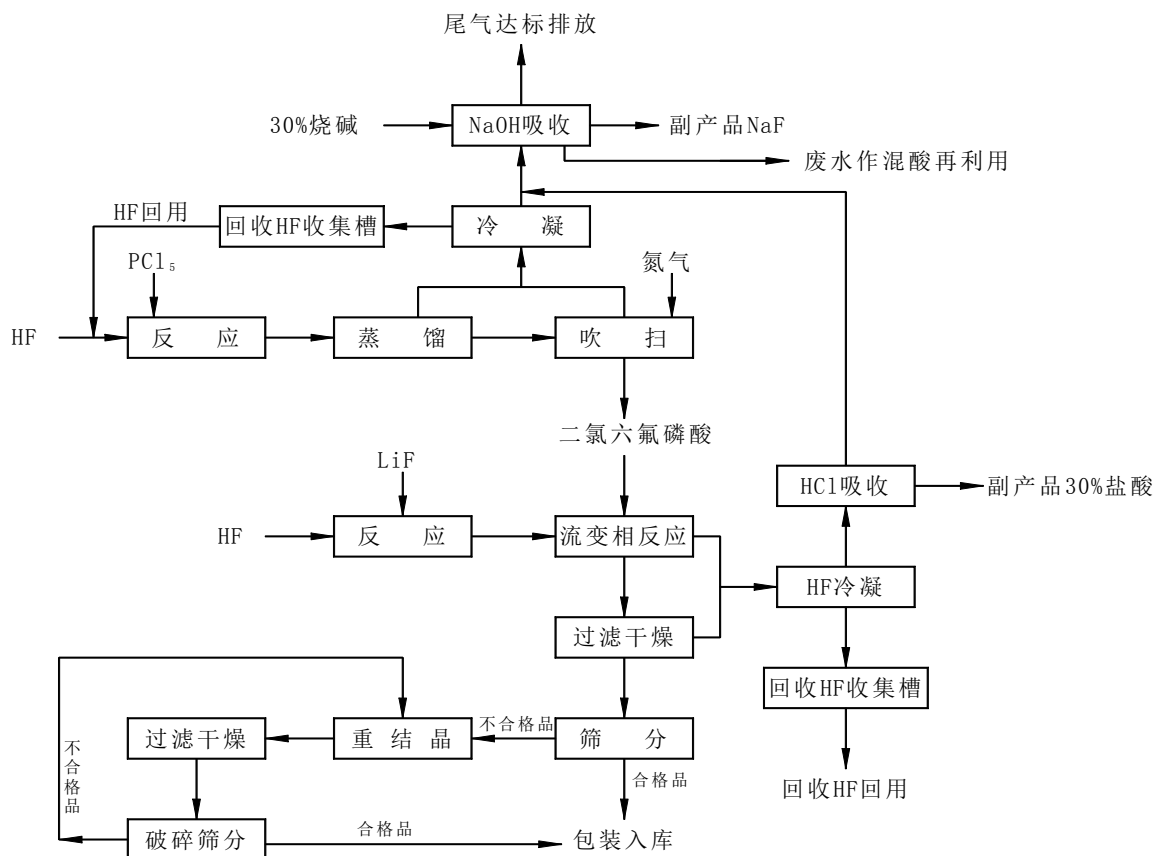 尾气达标排放
30%烧碱
NaOH吸收
副产品NaF
废水作混酸再利用
HF回用
回收HF收集槽
冷凝
PCl₅
氮气
HF
反应
蒸馏
吹扫
二氯六氟磷酸
LiF
HCl吸收
副产品30%盐酸
HF
反应
流变相反应
HF冷凝
过滤干燥
回收HF收集槽
不合格品
过滤干燥
重结晶
不合格品
筛分
合格品
回收HF回用
破碎筛分
合格品
包装入库